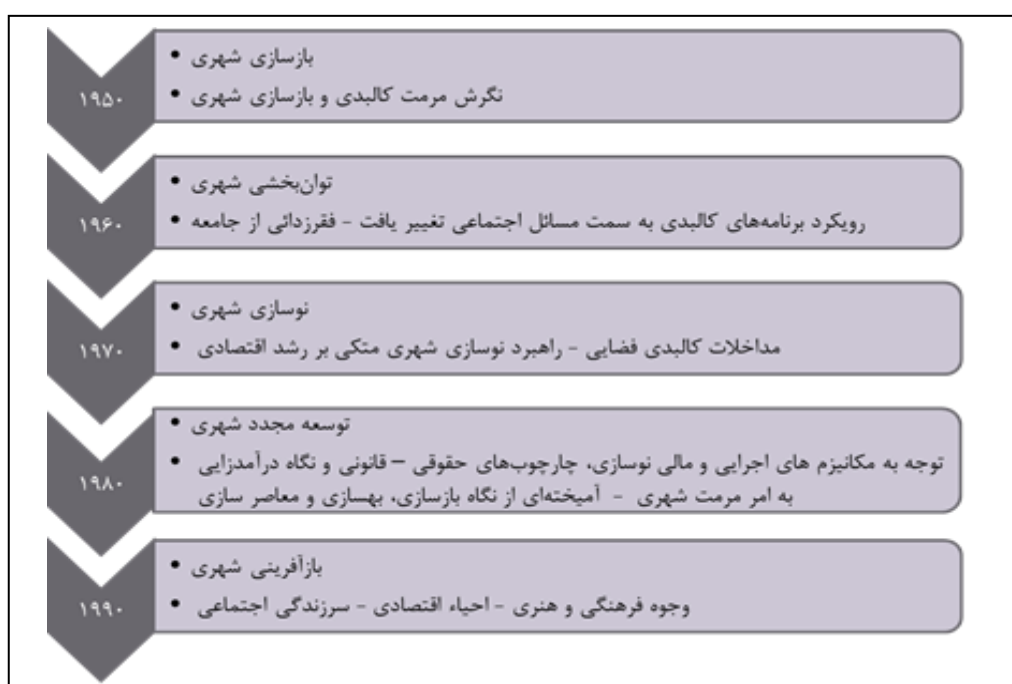 ۱۹۵۰
• بازسازی شهری
• نگرش مرمت کالبدی و بازسازی شهری
۱۹۶۰
• توان‌بخشی شهری
• رویکرد برنامه‌های کالبدی به سمت مسائل اجتماعی تغییر یافت - فقرزدائی از جامعه
۱۹۷۰
• نوسازی شهری
• مداخلات کالبدی فضایی - راهبرد نوسازی شهری متکی بر رشد اقتصادی
۱۹۸۰
• توسعه مجدد شهری
• توجه به مکانیزم های اجرایی و مالی نوسازی، چارچوب‌های حقوقی – قانونی و نگاه درآمدزایی
به امر مرمت شهری - آمیخته‌ای از نگاه بازسازی، بهسازی و معاصر سازی
۱۹۹۰
• بازآفرینی شهری
• وجوه فرهنگی و هنری - احیاء اقتصادی - سرزندگی اجتماعی